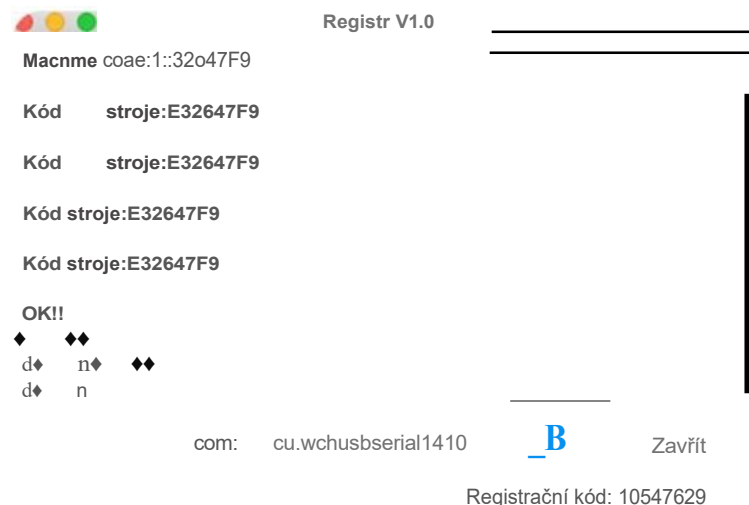 Registr V1.0
Macnme coae:1::32o47F9
Kód stroje:E32647F9
Kód stroje:E32647F9
Kód stroje:E32647F9
Kód stroje:E32647F9
OK!!
♦ ♦♦
d♦ n♦ ♦♦
d♦ n
com: cu.wchusbserial1410 _B Zavřít
Registrační kód: 10547629